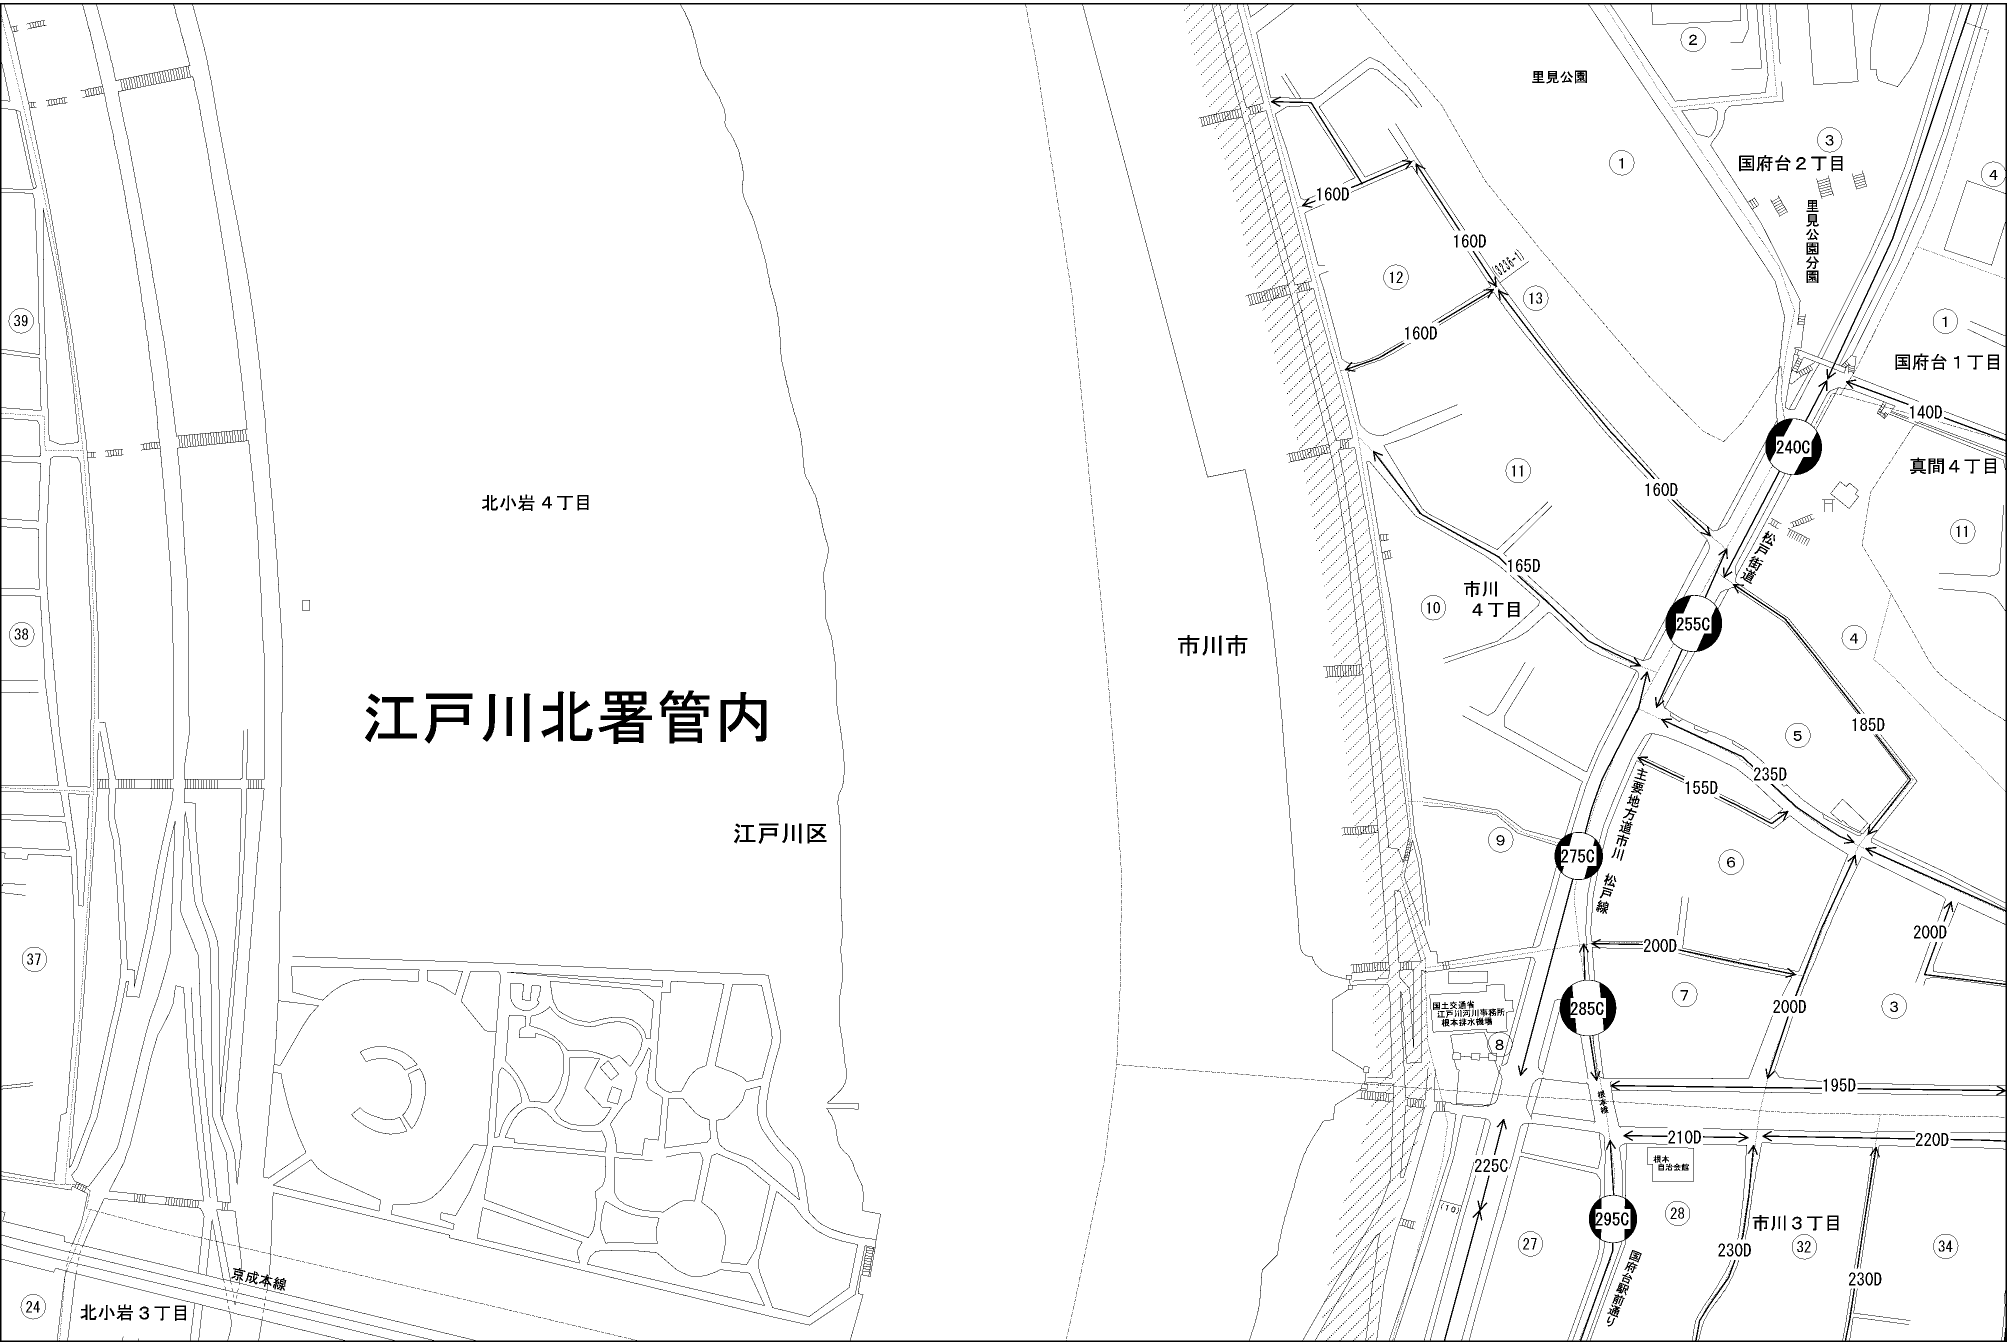 2
里見公園
3
1
国府台2丁目
4
160D
里見公園分園
160D
(3236-1)
12
13
39
1
160D
国府台1丁目
140D
240C
真間4丁目
11
160D
北小岩4丁目
11
松戸街道
165D
市川
4丁目
10
255C
38
4
市川市
江戸川北署管内
185D
5
235D
155D
主要地方道市川 松戸線
江戸川区
9
275C
6
200D
200D
37
7
国土交通省
江戸川河川事務所
根本排水機場
285C
200D
3
8
195D
根本線
210D
220D
225C
根本
自治会館
(10)
295C
28
市川3丁目
27
230D
32
34
京成本線
230D
国府台駅前通り
24
北小岩3丁目